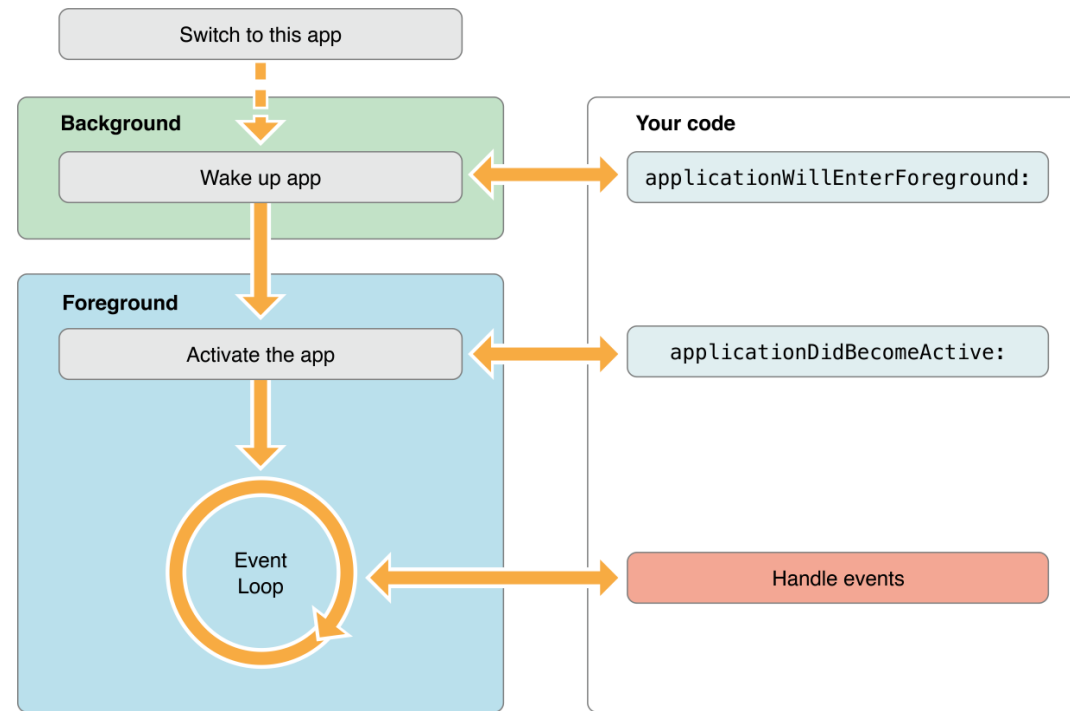 Switch to this app
Background
Your code
Wake up app
applicationWillEnterForeground:
Foreground
Activate the app
applicationDidBecomeActive:
Event
Loop
Handle events